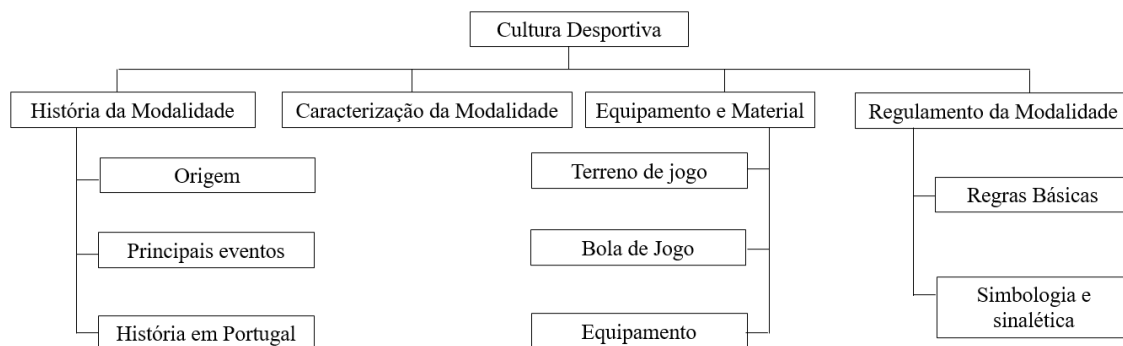 Cultura Desportiva
História da Modalidade
Caracterização da Modalidade
Equipamento e Material
Regulamento da Modalidade
Origem
Principais eventos
História em Portugal
Terreno de jogo
Bola de Jogo
Equipamento
Regras Básicas
Simbologia e
sinalética